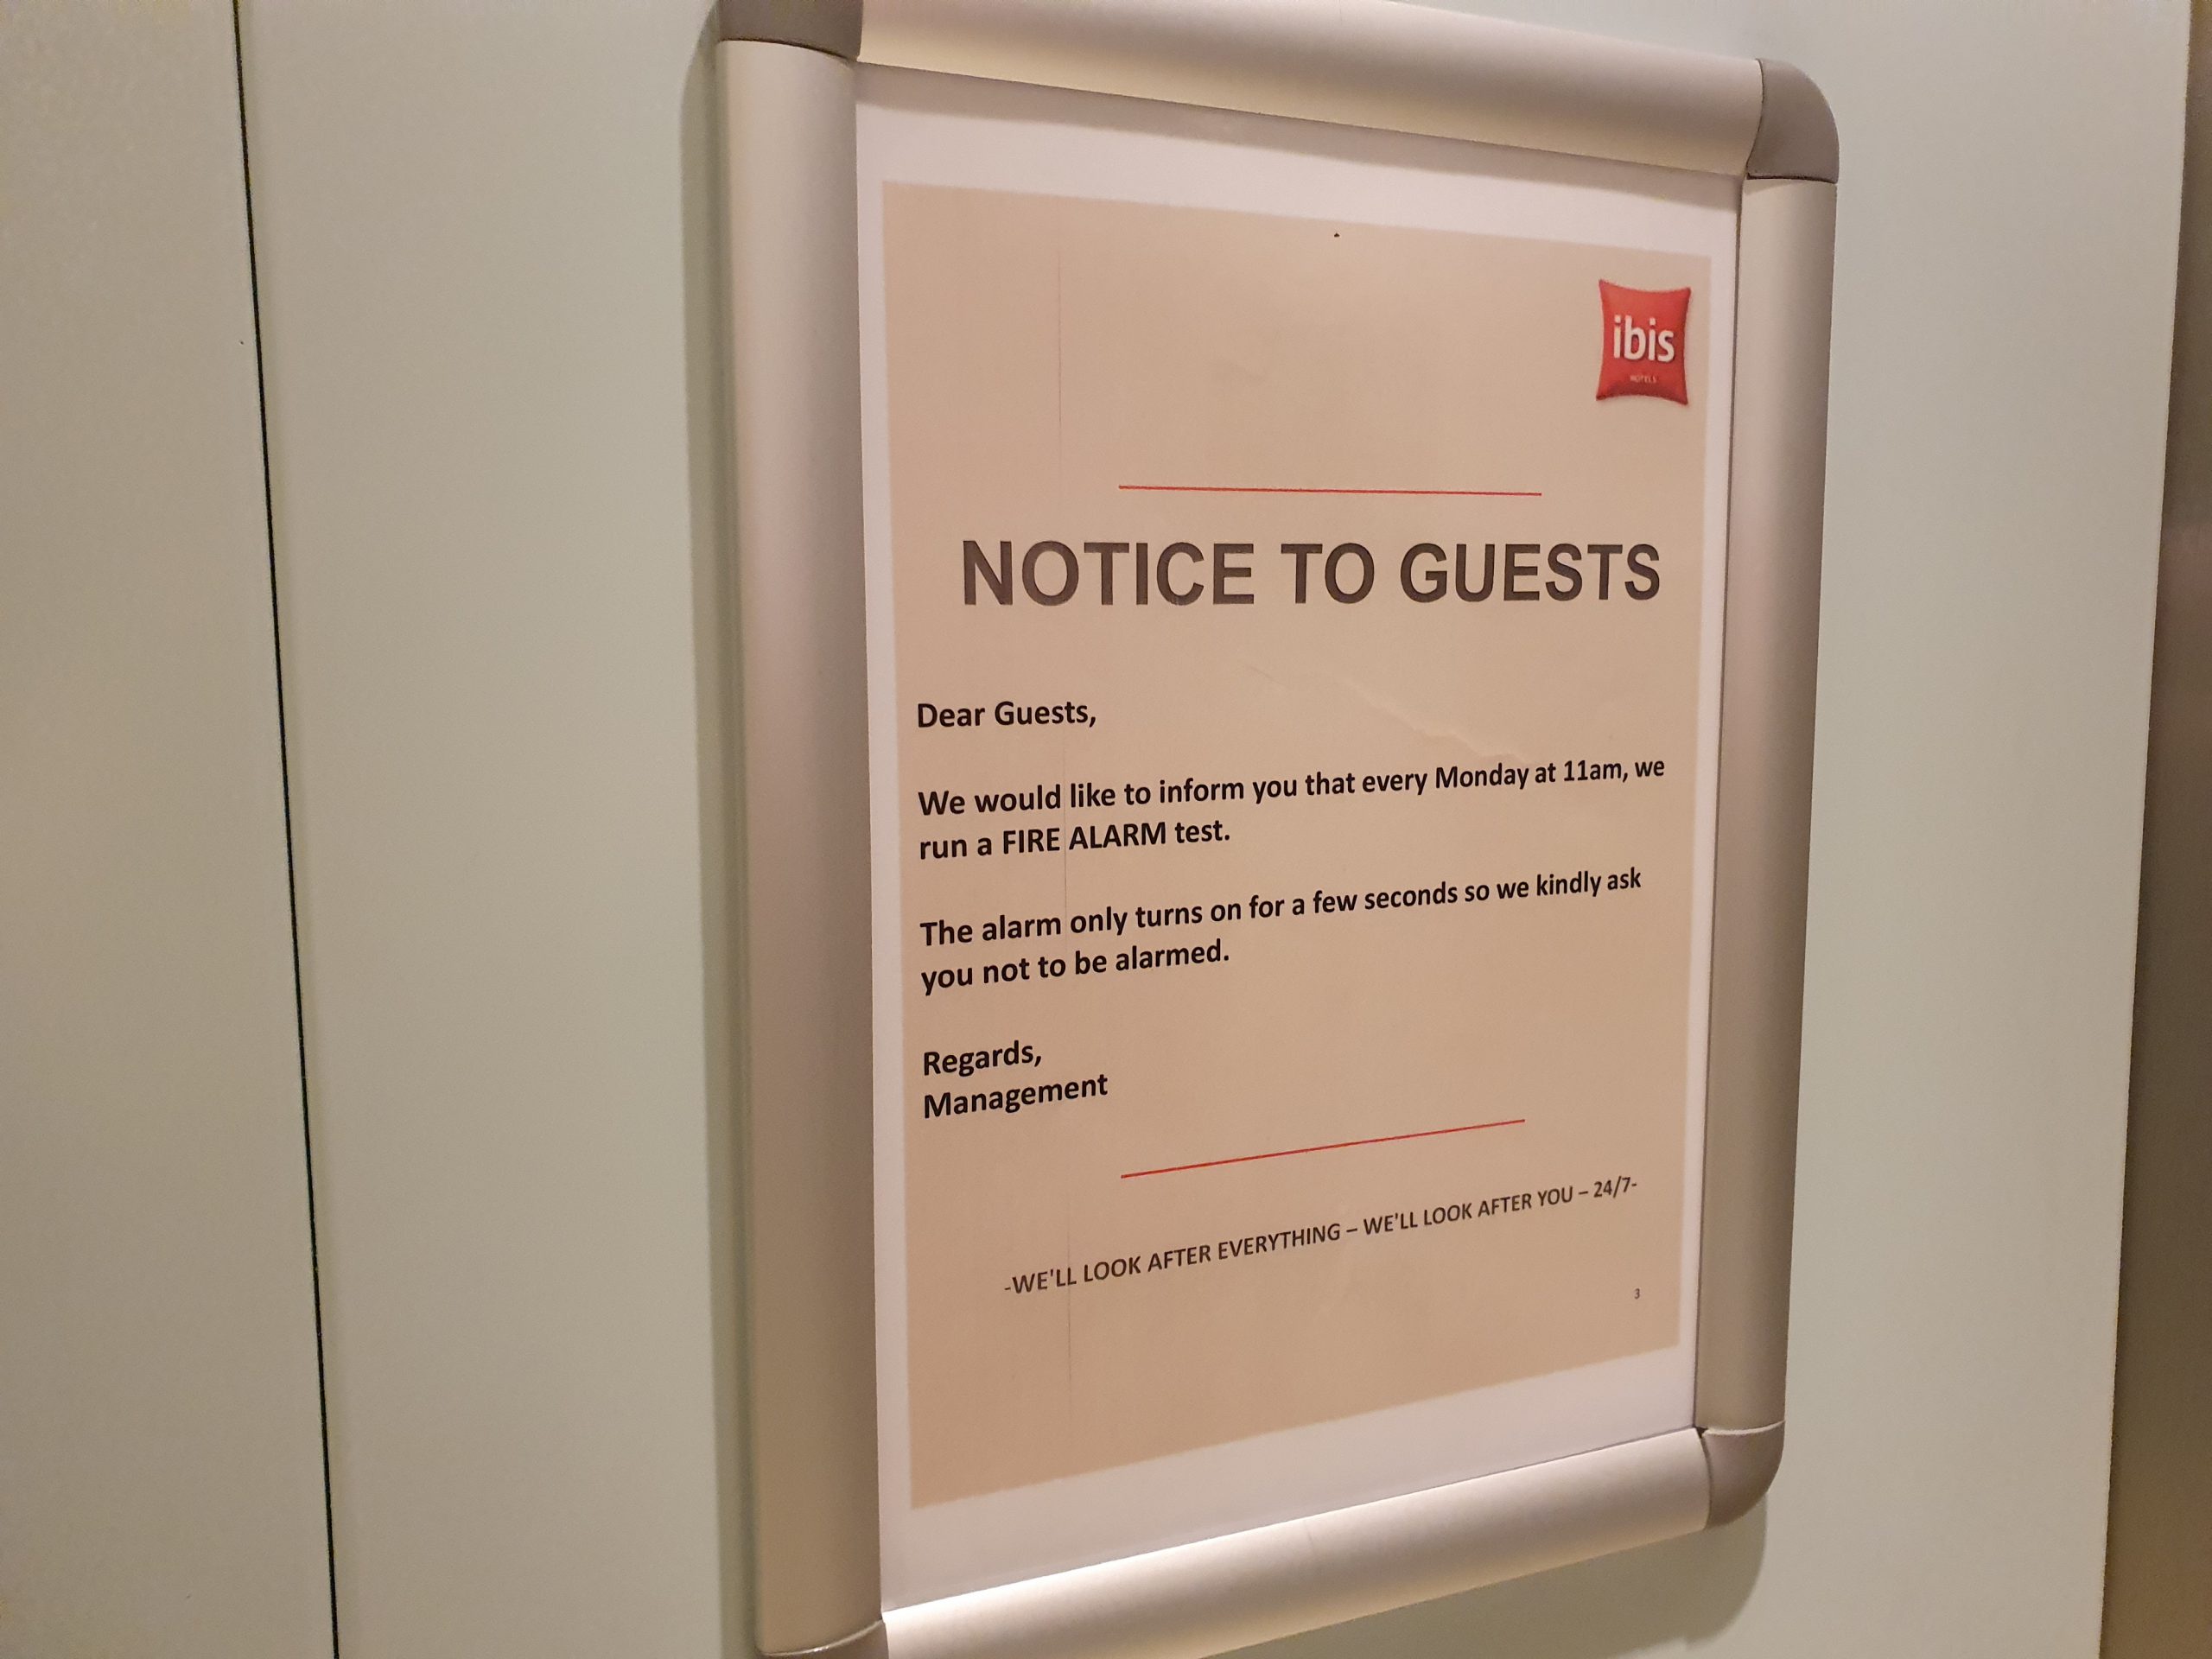 ibis
HOTELS
NOTICE TO GUESTS
Dear Guests,
We would like to inform you that every Monday at 11am, we
run a FIRE ALARM test.
The alarm only turns on for a few seconds so we kindly ask
you not to be alarmed.
Regards,
Management
-WE'LL LOOK AFTER EVERYTHING – WE'LL LOOK AFTER YOU – 24/7-
3